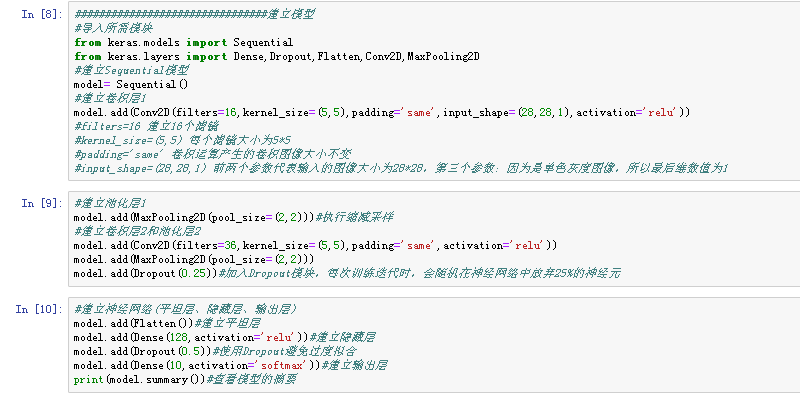 In [8]:
################################建立模型
#导入所需模块
from keras.models import Sequential
from keras.layers import Dense,Dropout,Flatten,Conv2D,MaxPooling2D
#建立Sequential模型
model= Sequential()
#建立卷积层1
model.add(Conv2D(filters=16,kernel_size=(5,5),padding='same',input_shape=(28,28,1),activation='relu'))
#filters=16 建立16个滤镜
#kernel_size=(5,5) 每个滤镜大小为5*5
#padding='same' 卷积运算产生的卷积图像大小不变
#input_shape=(28,28,1) 前两个参数代表输入的图像大小为28*28，第三个参数：因为是单色灰度图像，所以最后维数值为1
In [9]:
#建立池化层1
model.add(MaxPooling2D(pool_size=(2,2)))#执行缩减采样
#建立卷积层2和池化层2
model.add(Conv2D(filters=36,kernel_size=(5,5),padding='same',activation='relu'))
model.add(MaxPooling2D(pool_size=(2,2)))
model.add(Dropout(0.25))#加入Dropout模块，每次训练迭代时，会随机在神经网络中放弃25%的神经元
In [10]:
#建立神经网络(平坦层、隐藏层、输出层)
model.add(Flatten())#建立平坦层
model.add(Dense(128,activation='relu'))#建立隐藏层
model.add(Dropout(0.5))#使用Dropout避免过度拟合
model.add(Dense(10,activation='softmax'))#建立输出层
print(model.summary())#查看模型的摘要